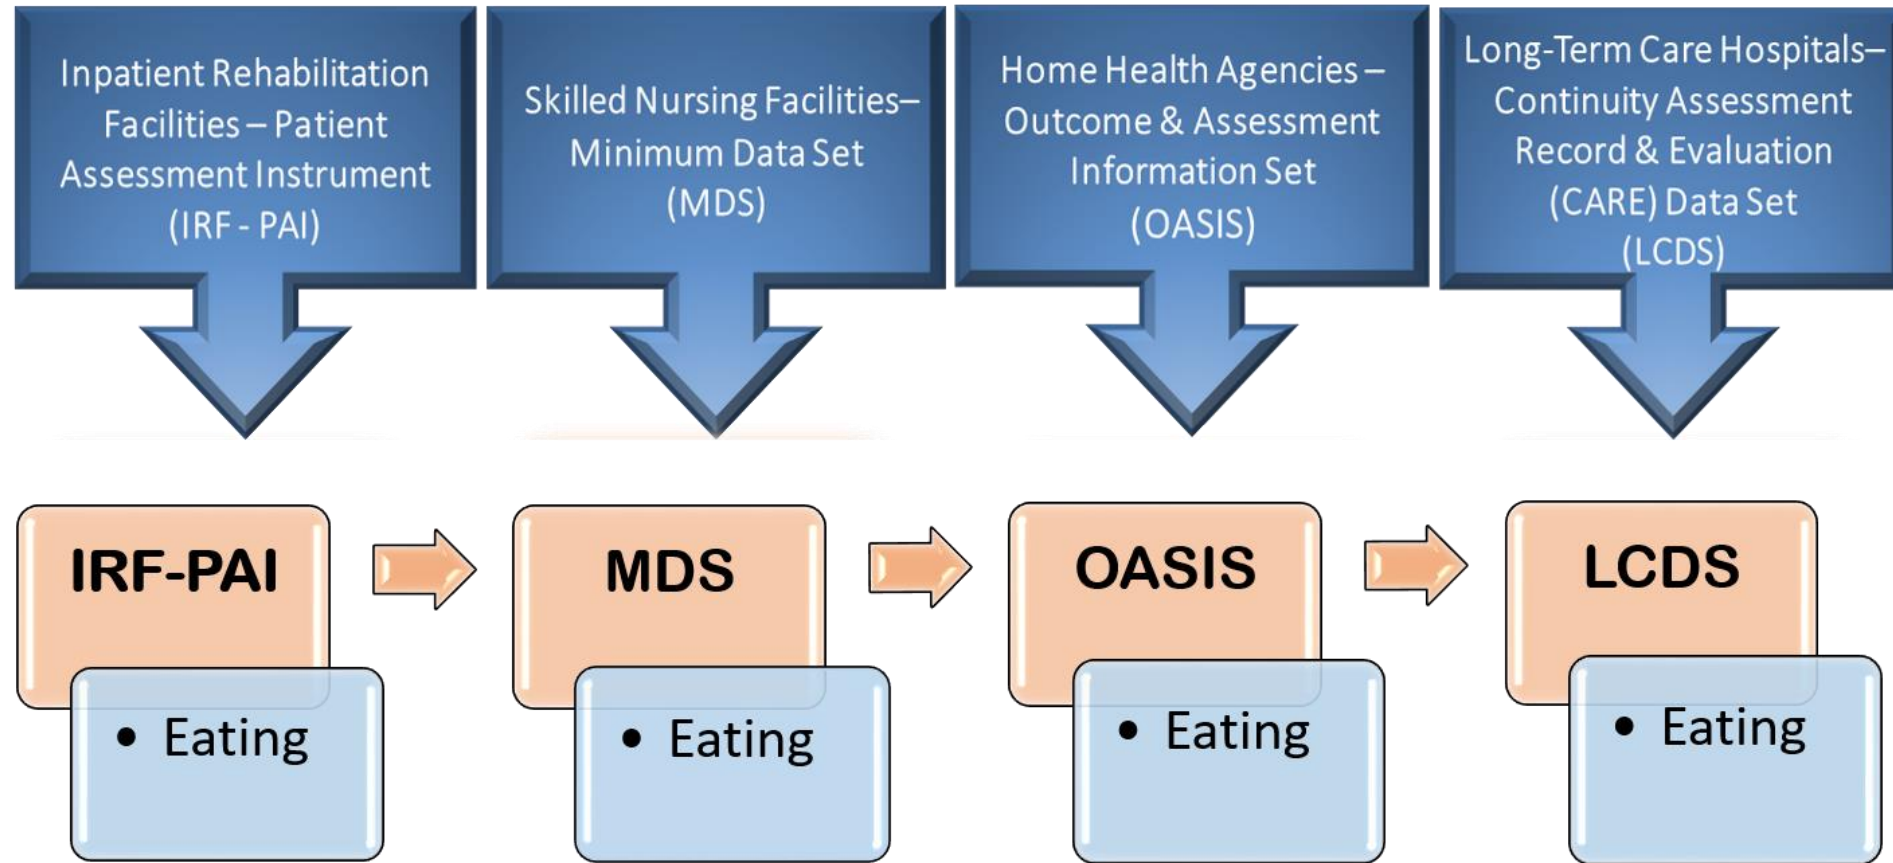 Inpatient Rehabilitation
Facilities – Patient
Assessment Instrument
(IRF - PAI)
Skilled Nursing Facilities–
Minimum Data Set
(MDS)
Home Health Agencies –
Outcome & Assessment
Information Set
(OASIS)
Long-Term Care Hospitals–
Continuity Assessment
Record & Evaluation
(CARE) Data Set
(LCDS)
IRF-PAI
MDS
OASIS
LCDS
• Eating
• Eating
• Eating
• Eating